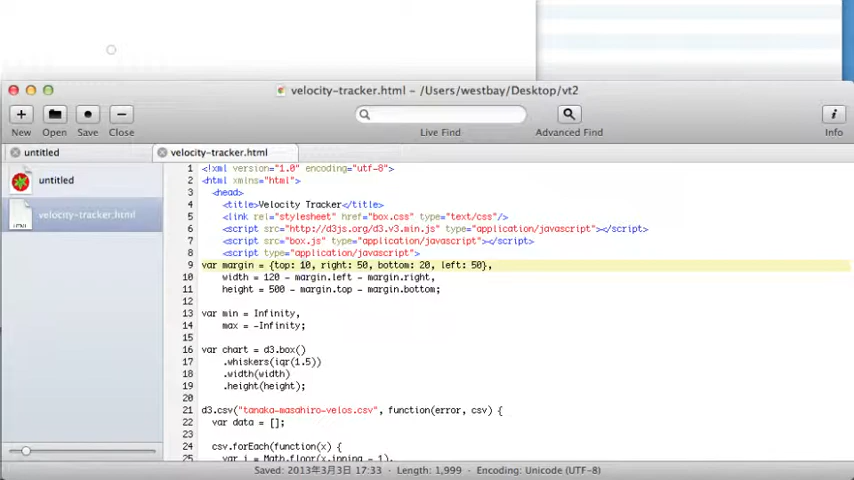 velocity-tracker.html – /Users/westbay/Desktop/vt2
New Open Save Close Live Find Advanced Find Info
untitled velocity-tracker.html
untitled
velocity-tracker.html
1 <!xml version="1.0" encoding="utf-8">
2 <html xmlns="html">
3 <head>
4 <title>Velocity Tracker</title>
5 <link rel="stylesheet" href="box.css" type="text/css"/>
6 <script src="http://d3js.org/d3.v3.min.js" type="application/javascript"></script>
7 <script src="box.js" type="application/javascript"></script>
8 <script type="application/javascript">
9 var margin = {top: 10, right: 50, bottom: 20, left: 50},
10 width = 120 - margin.left - margin.right,
11 height = 500 - margin.top - margin.bottom;
12
13 var min = Infinity,
14 max = -Infinity;
15
16 var chart = d3.box()
17 .whiskers(iqr(1.5))
18 .width(width)
19 .height(height);
20
21 d3.csv("tanaka-masahiro-velos.csv", function(error, csv) {
22 var data = [];
23
24 csv.forEach(function(x) {
25 var i = Math.floor(x.inning - 1),
Saved: 2013年3月3日 17:33 - Length: 1,999 - Encoding: Unicode (UTF-8)